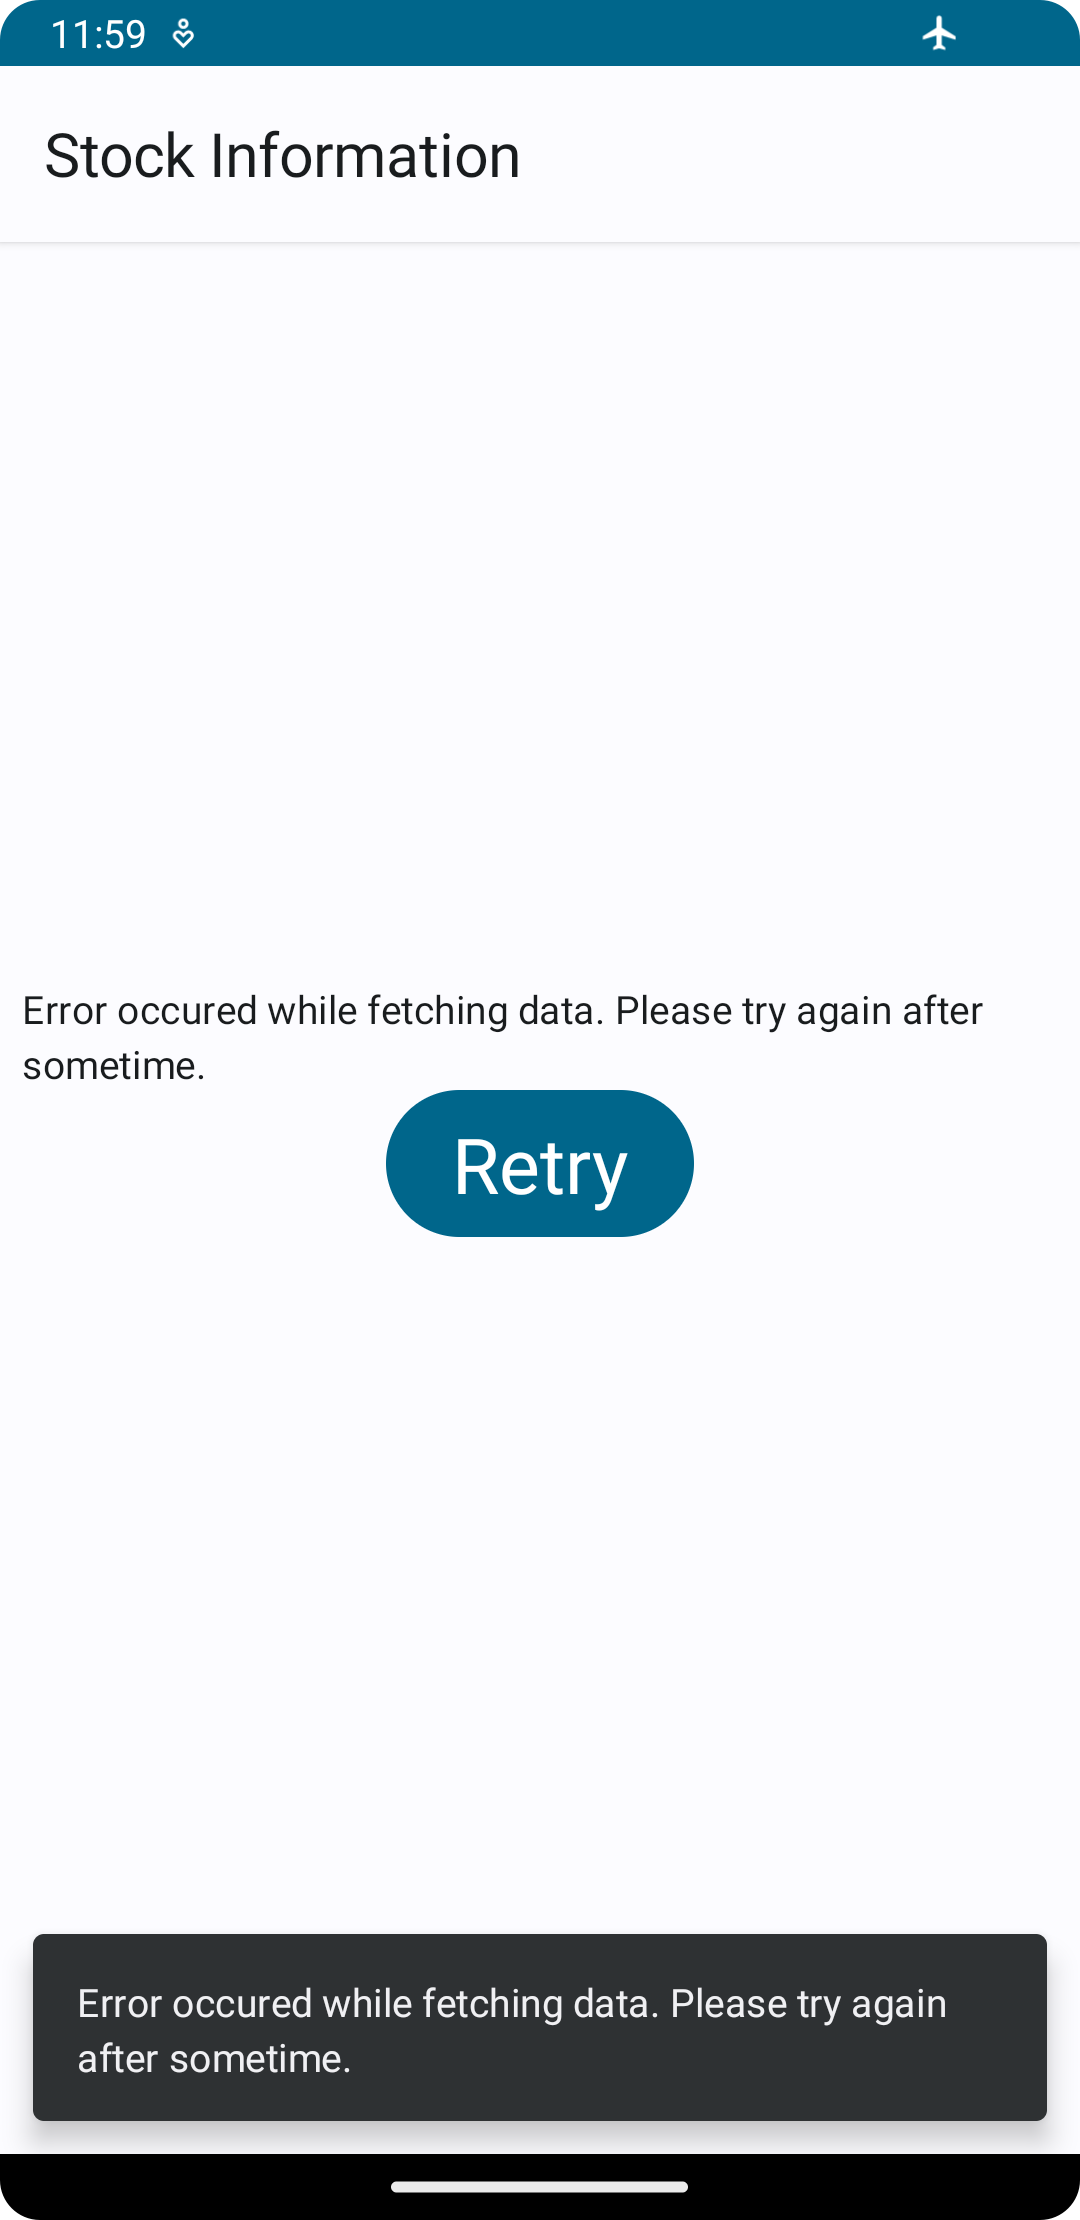 11:59
Stock Information
Error occured while fetching data. Please try again after
sometime.
Retry
Error occured while fetching data. Please try again
after sometime.